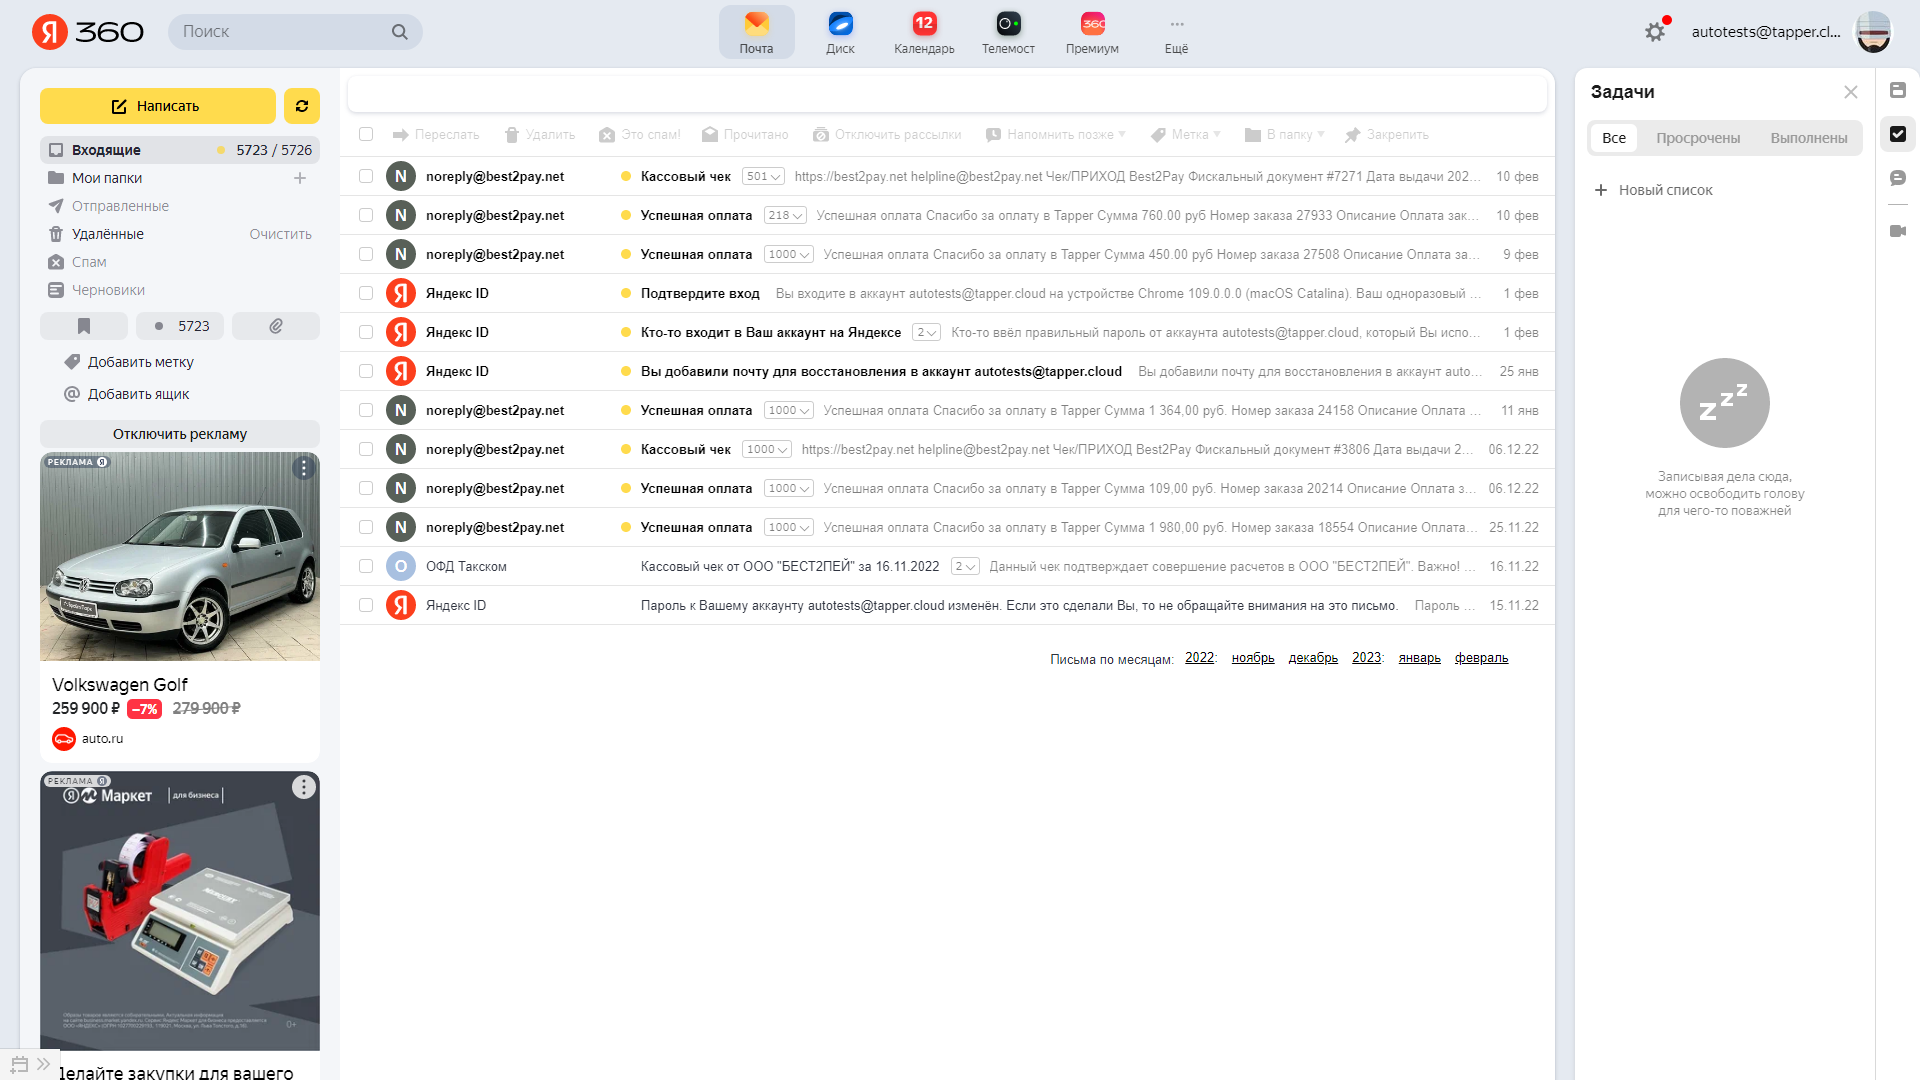 Я 360
Поиск
Почта
Диск
12
Календарь
Телемост
360
Премиум
Ещё
autotests@tapper.cl...
Написать
Входящие 5723 / 5726
Мои папки
Отправленные
Удалённые Очистить
Спам
Черновики
5723
Добавить метку
Добавить ящик
Отключить рекламу
РЕКЛАМА Я
Volkswagen Golf
259 900 ₽ –7% 279 900 ₽
auto.ru
РЕКЛАМА Я
Я М Маркет для бизнеса
0+
Делайте закупки для вашего
Переслать Удалить Это спам! Прочитано Отключить рассылки Напомнить позже Метка В папку Закрепить
N noreply@best2pay.net Кассовый чек 501 https://best2pay.net helpline@best2pay.net Чек/ПРИХОД Best2Pay Фискальный документ #7271 Дата выдачи 202... 10 фев
N noreply@best2pay.net Успешная оплата 218 Успешная оплата Спасибо за оплату в Tapper Сумма 760.00 руб Номер заказа 27933 Описание Оплата зак... 10 фев
N noreply@best2pay.net Успешная оплата 1000 Успешная оплата Спасибо за оплату в Tapper Сумма 450.00 руб Номер заказа 27508 Описание Оплата за... 9 фев
Я Яндекс ID Подтвердите вход Вы входите в аккаунт autotests@tapper.cloud на устройстве Chrome 109.0.0.0 (macOS Catalina). Ваш одноразовый ... 1 фев
Я Яндекс ID Кто-то входит в Ваш аккаунт на Яндексе 2 Кто-то ввёл правильный пароль от аккаунта autotests@tapper.cloud, который Вы испо... 1 фев
Я Яндекс ID Вы добавили почту для восстановления в аккаунт autotests@tapper.cloud Вы добавили почту для восстановления в аккаунт auto... 25 янв
N noreply@best2pay.net Успешная оплата 1000 Успешная оплата Спасибо за оплату в Tapper Сумма 1 364,00 руб. Номер заказа 24158 Описание Оплата ... 11 янв
N noreply@best2pay.net Кассовый чек 1000 https://best2pay.net helpline@best2pay.net Чек/ПРИХОД Best2Pay Фискальный документ #3806 Дата выдачи 2... 06.12.22
N noreply@best2pay.net Успешная оплата 1000 Успешная оплата Спасибо за оплату в Tapper Сумма 109,00 руб. Номер заказа 20214 Описание Оплата з... 06.12.22
N noreply@best2pay.net Успешная оплата 1000 Успешная оплата Спасибо за оплату в Tapper Сумма 1 980,00 руб. Номер заказа 18554 Описание Оплата... 25.11.22
О ОФД Такском Кассовый чек от ООО "БЕСТ2ПЕЙ" за 16.11.2022 2 Данный чек подтверждает совершение расчетов в ООО "БЕСТ2ПЕЙ". Важно! ... 16.11.22
Я Яндекс ID Пароль к Вашему аккаунту autotests@tapper.cloud изменён. Если это сделали Вы, то не обращайте внимания на это письмо. Пароль ... 15.11.22
Письма по месяцам: 2022: ноябрь декабрь 2023: январь февраль
Задачи
Все Просрочены Выполнены
Новый список
z z z
Записывая дела сюда,
можно освободить голову
для чего-то поважней